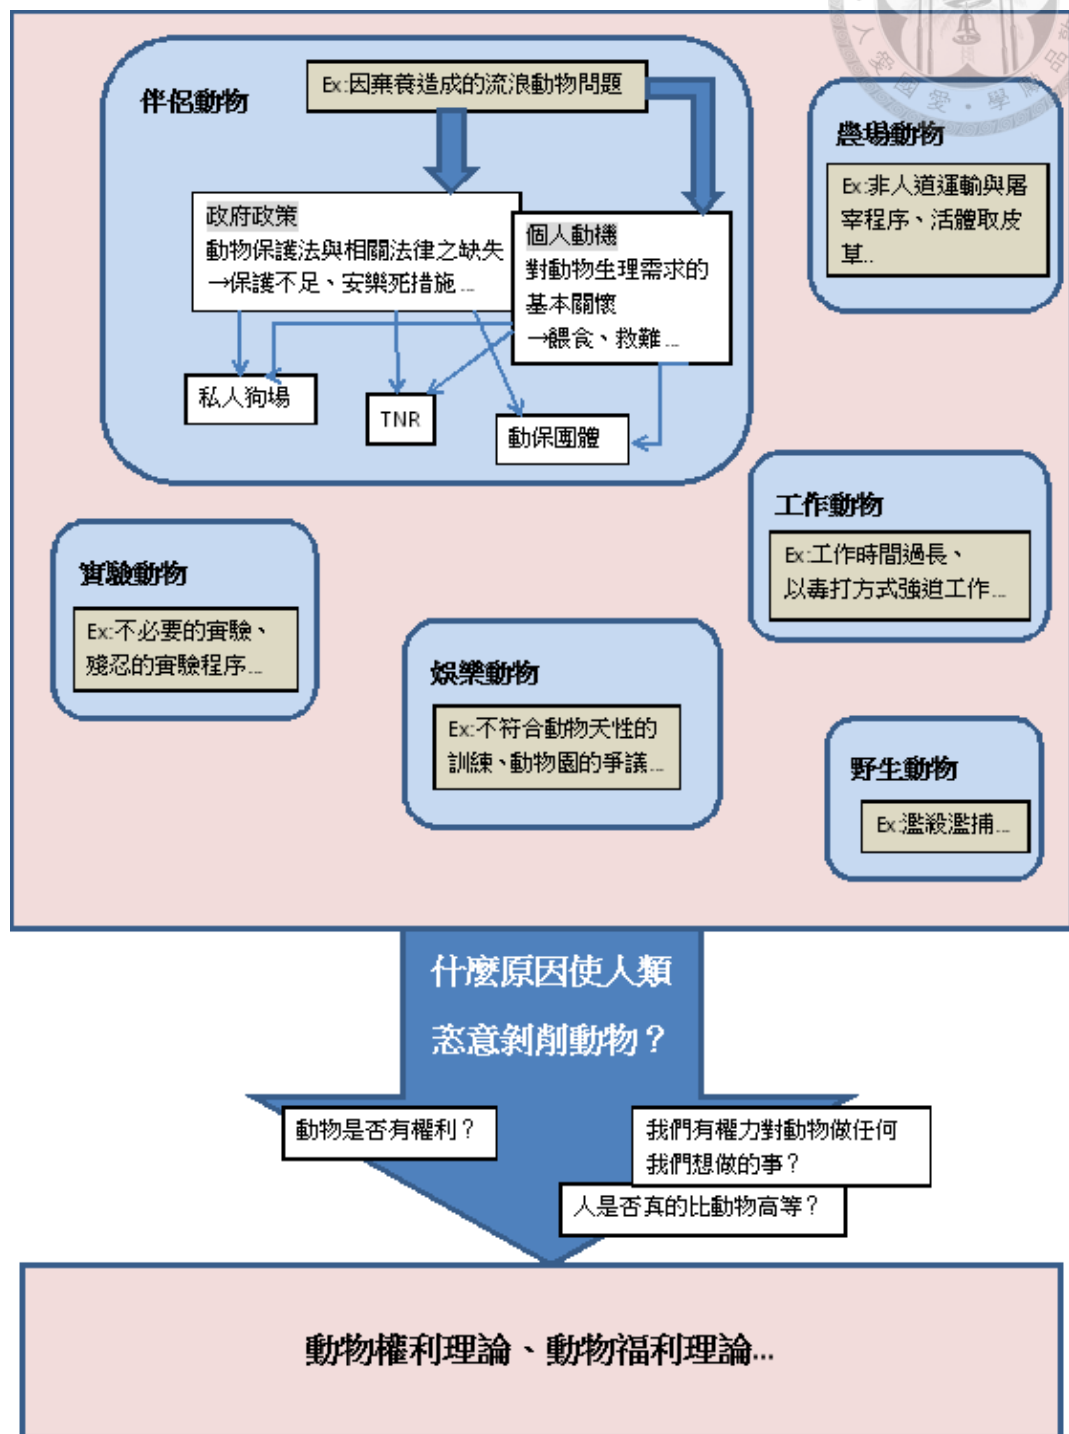 伴侶動物
Ex:因棄養造成的流浪動物問題
政府政策
動物保護法與相關法律之缺失
→保護不足、安樂死措施...
個人動機
對動物生理需求的
基本關懷
→餵食、救難...
私人狗場
TNR
動保團體
農場動物
Ex:非人道運輸與屠
宰程序、活體取皮
草..
工作動物
Ex:工作時間過長、
以毒打方式強迫工作...
實驗動物
Ex:不必要的實驗、
殘忍的實驗程序...
娛樂動物
Ex:不符合動物天性的
訓練、動物園的爭議...
野生動物
Ex:濫殺濫捕...
什麼原因使人類
恣意剝削動物？
動物是否有權利？
我們有權力對動物做任何
我們想做的事？
人是否真的比動物高等？
動物權利理論、動物福利理論...